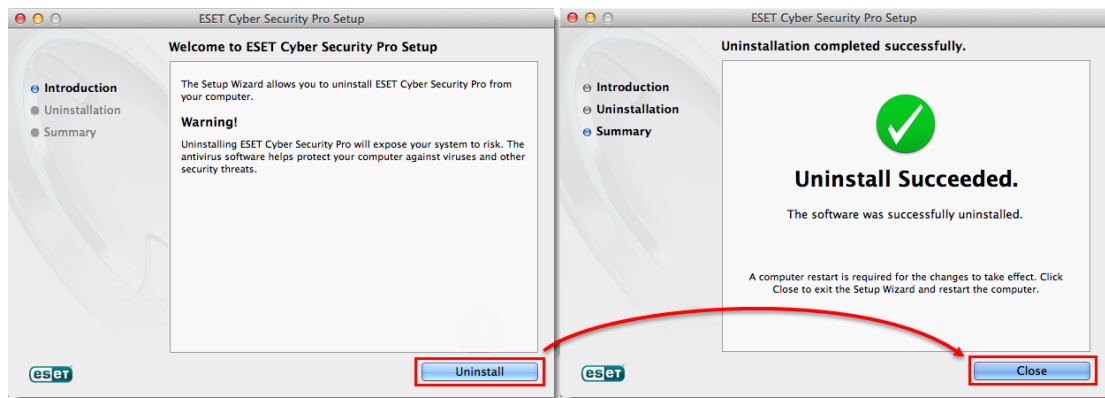 ESET Cyber Security Pro Setup
Welcome to ESET Cyber Security Pro Setup
Introduction
Uninstallation
Summary
The Setup Wizard allows you to uninstall ESET Cyber Security Pro from
your computer.
Warning!
Uninstalling ESET Cyber Security Pro will expose your system to risk. The
antivirus software helps protect your computer against viruses and other
security threats.
eseT
Uninstall
ESET Cyber Security Pro Setup
Uninstallation completed successfully.
Introduction
Uninstallation
Summary
Uninstall Succeeded.
The software was successfully uninstalled.
A computer restart is required for the changes to take effect. Click
Close to exit the Setup Wizard and restart the computer.
eseT
Close